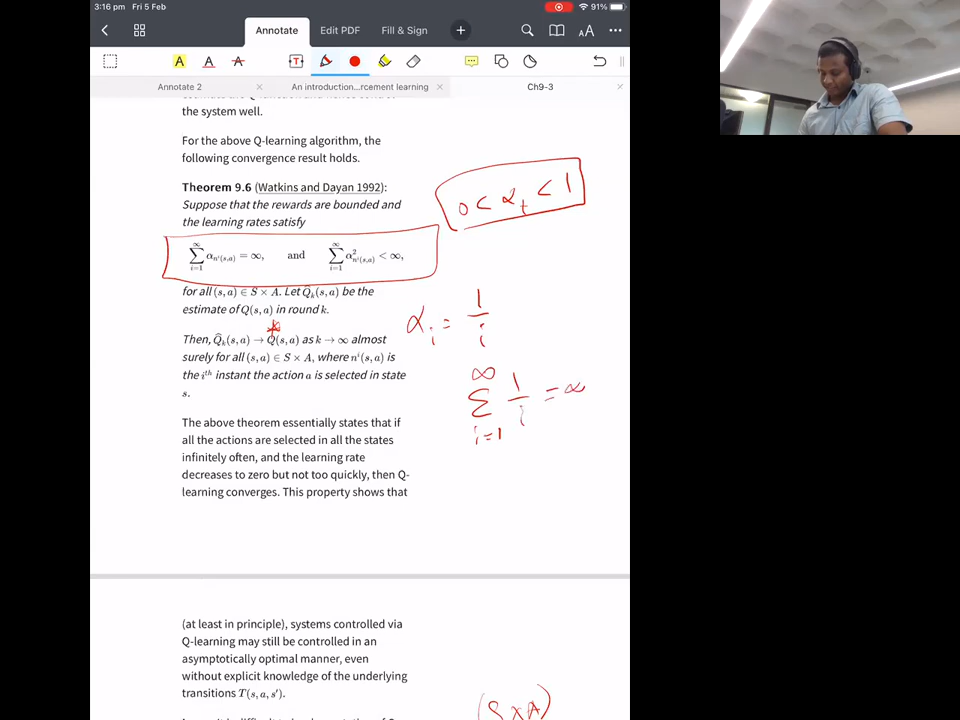 3:16 pm Fri 5 Feb
91%
Annotate
Edit PDF
Fill & Sign
Annotate 2
An introduction...rcement learning
Ch9-3
the system well.
For the above Q-learning algorithm, the
following convergence result holds.
Theorem 9.6 (Watkins and Dayan 1992):
Suppose that the rewards are bounded and
the learning rates satisfy
0 < α_t < 1
∑_{i=1}^{∞} α_{n^i(s,a)} = ∞, and ∑_{i=1}^{∞} α²_{n^i(s,a)} < ∞,
for all (s, a) ∈ S × A. Let Q̂_k(s, a) be the
estimate of Q(s, a) in round k.
α_i = 1/i
Then, Q̂_k(s, a) → Q*(s, a) as k → ∞ almost
surely for all (s, a) ∈ S × A, where n^i(s, a) is
the i^{th} instant the action a is selected in state
s.
∑_{i=1}^{∞} 1/i = ∞
The above theorem essentially states that if
all the actions are selected in all the states
infinitely often, and the learning rate
decreases to zero but not too quickly, then Q-
learning converges. This property shows that
(at least in principle), systems controlled via
Q-learning may still be controlled in an
asymptotically optimal manner, even
without explicit knowledge of the underlying
transitions T(s, a, s′).
(S × A)